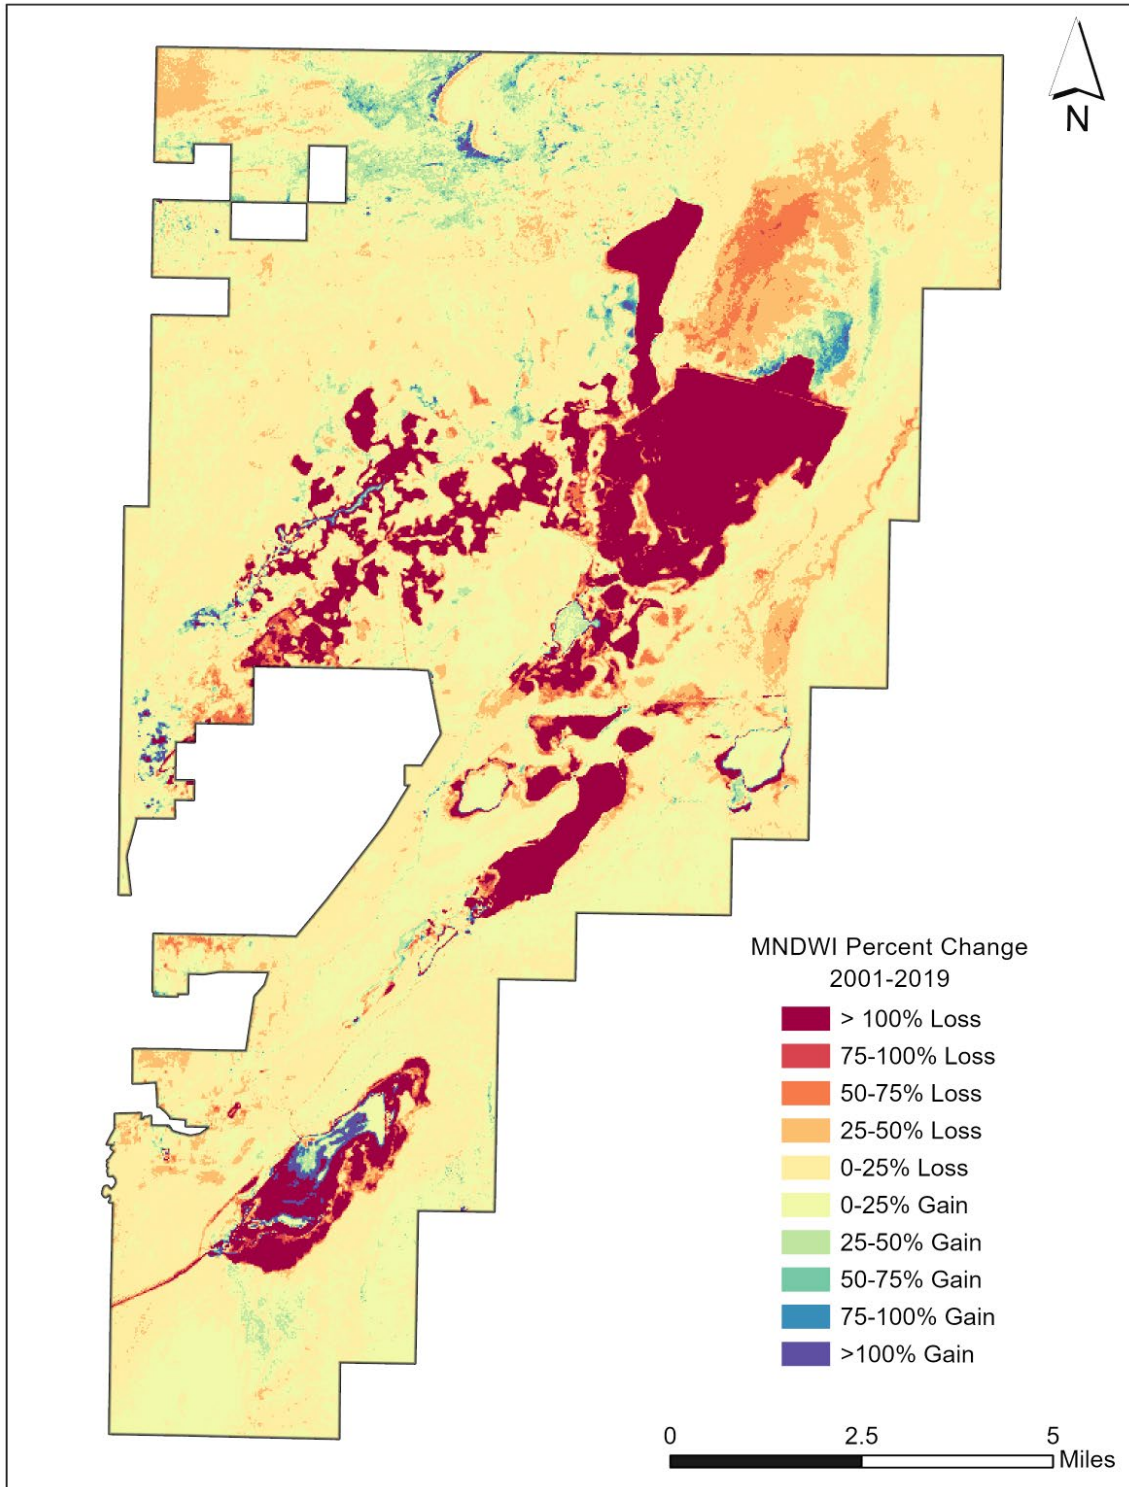 N
MNDWI Percent Change
2001-2019
> 100% Loss
75-100% Loss
50-75% Loss
25-50% Loss
0-25% Loss
0-25% Gain
25-50% Gain
50-75% Gain
75-100% Gain
>100% Gain
0 2.5 5
Miles